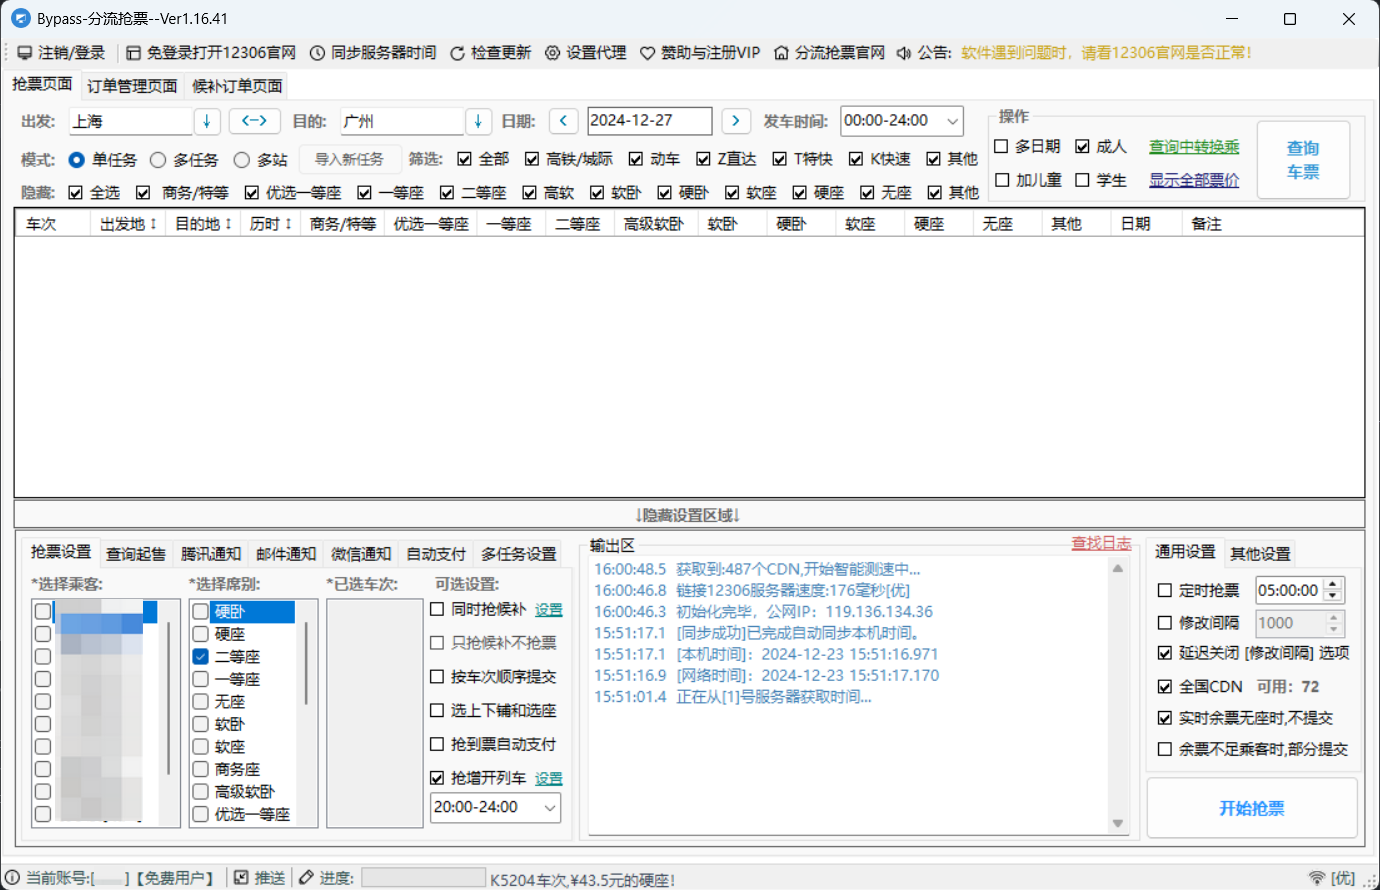 Bypass-分流抢票--Ver1.16.41
注销/登录 免登录打开12306官网 同步服务器时间 检查更新 设置代理 赞助与注册VIP 分流抢票官网 公告: 软件遇到问题时，请看12306官网是否正常!
抢票页面 订单管理页面 候补订单页面
出发: 上海 ↓ <-> 目的: 广州 ↓ 日期: < 2024-12-27 > 发车时间: 00:00-24:00
操作
多日期 成人 查询中转换乘
加儿童 学生 显示全部票价
查询
车票
模式: 单任务 多任务 多站 导入新任务 筛选: 全部 高铁/城际 动车 Z直达 T特快 K快速 其他
隐藏: 全选 商务/特等 优选一等座 一等座 二等座 高软 软卧 硬卧 软座 硬座 无座 其他
车次 出发地↕ 目的地↕ 历时↕ 商务/特等 优选一等座 一等座 二等座 高级软卧 软卧 硬卧 软座 硬座 无座 其他 日期 备注
↓隐藏设置区域↓
抢票设置 查询起售 腾讯通知 邮件通知 微信通知 自动支付 多任务设置
*选择乘客: *选择席别: *已选车次: 可选设置:
硬卧
硬座
二等座
一等座
无座
软卧
软座
商务座
高级软卧
优选一等座
同时抢候补 设置
只抢候补不抢票
按车次顺序提交
选上下铺和选座
抢到票自动支付
抢增开列车 设置
20:00-24:00
输出区 查找日志
16:00:48.5 获取到:487个CDN,开始智能测速中...
16:00:46.8 链接12306服务器速度:176毫秒[优]
16:00:46.3 初始化完毕，公网IP：119.136.134.36
15:51:17.1 [同步成功]已完成自动同步本机时间。
15:51:17.1 [本机时间]：2024-12-23 15:51:16.971
15:51:16.9 [网络时间]：2024-12-23 15:51:17.170
15:51:01.4 正在从[1]号服务器获取时间...
通用设置 其他设置
定时抢票 05:00:00
修改间隔 1000
延迟关闭 [修改间隔] 选项
全国CDN 可用：72
实时余票无座时,不提交
余票不足乘客时,部分提交
开始抢票
当前账号:[ ]【免费用户】 推送 进度: K5204车次,¥43.5元的硬座! [优]